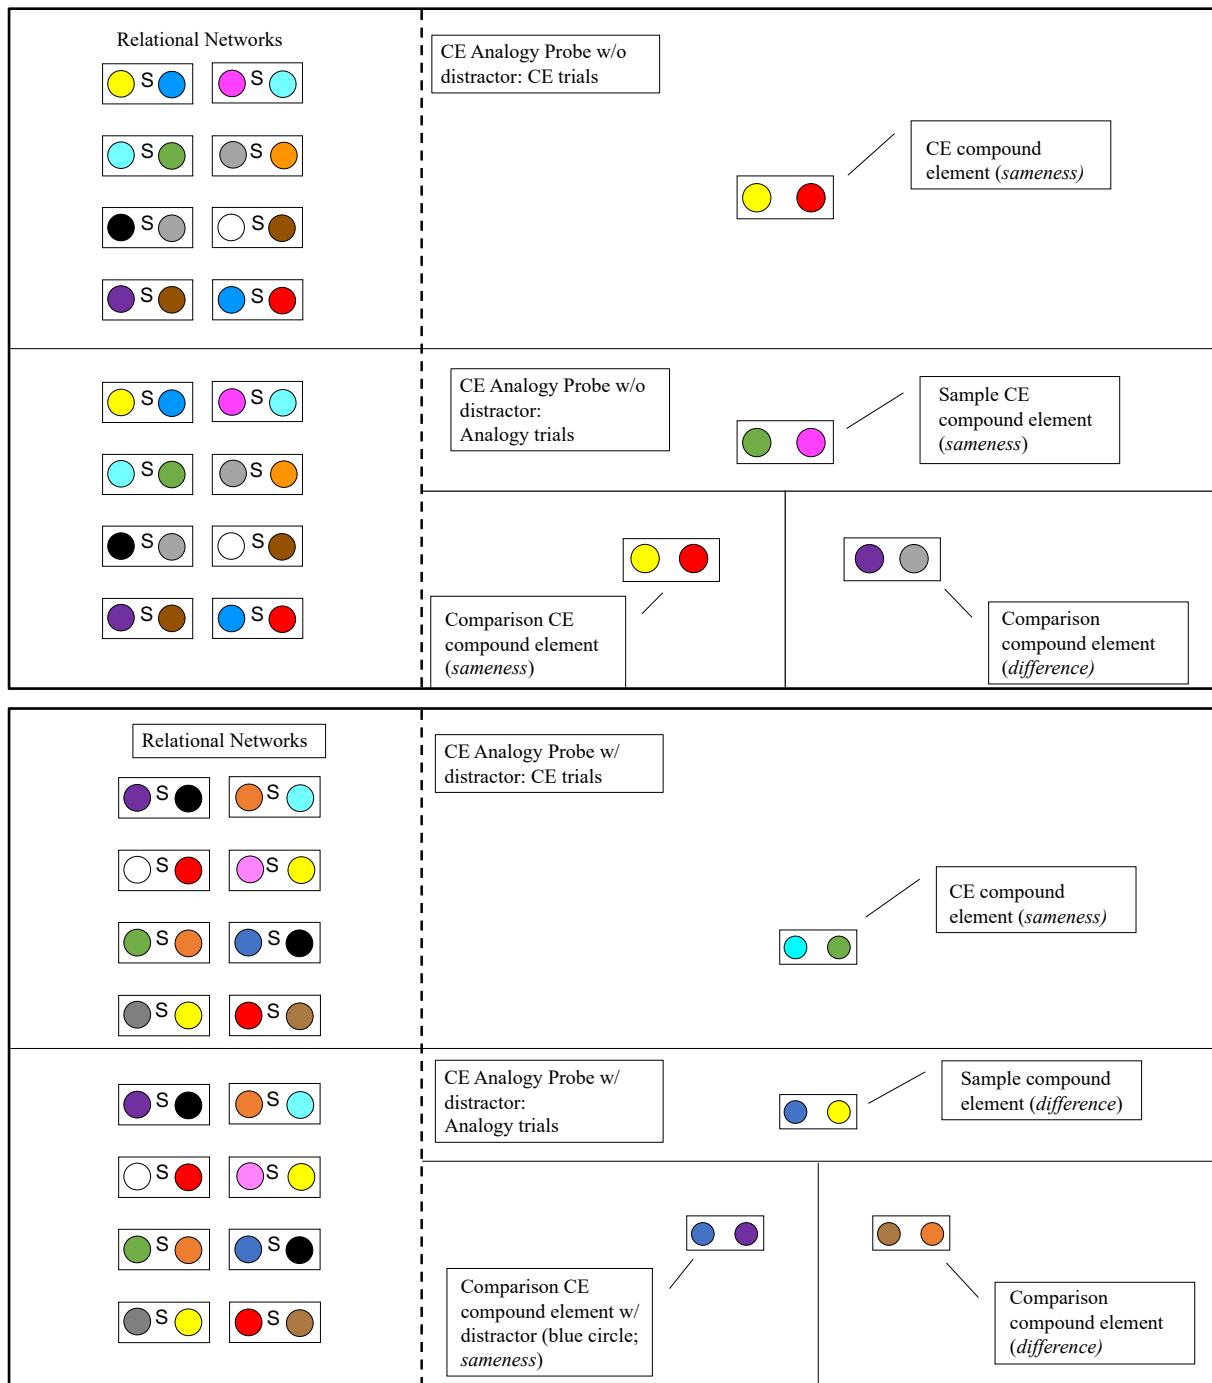 Relational Networks
S S
S S
S S
S S
CE Analogy Probe w/o
distractor: CE trials
CE compound
element (sameness)
S S
S S
S S
S S
CE Analogy Probe w/o
distractor:
Analogy trials
Sample CE
compound element
(sameness)
Comparison CE
compound element
(sameness)
Comparison
compound element
(difference)
Relational Networks
S S
S S
S S
S S
CE Analogy Probe w/
distractor: CE trials
CE compound
element (sameness)
S S
S S
S S
S S
CE Analogy Probe w/
distractor:
Analogy trials
Sample compound
element (difference)
Comparison CE
compound element w/
distractor (blue circle;
sameness)
Comparison
compound element
(difference)